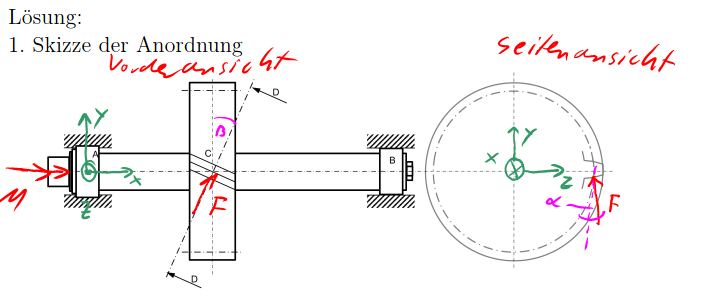 Lösung:
1. Skizze der Anordnung
Vorderansicht
Seitenansicht
D
Y
Y
β
C
A
B
X
X
Z
M
Z
F
α
F
D